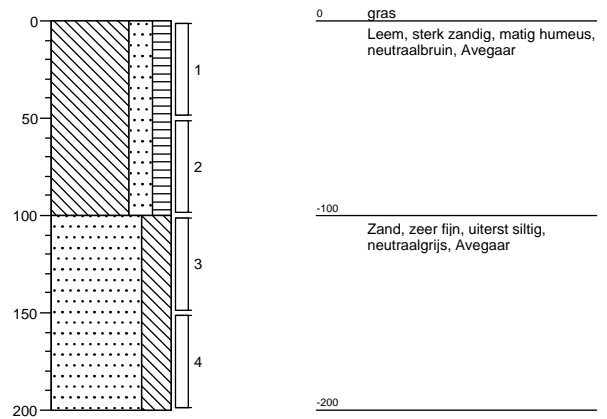 0
50
100
150
200
1
2
3
4
0
gras
Leem, sterk zandig, matig humeus,
neutraalbruin, Avegaar
-100
Zand, zeer fijn, uiterst siltig,
neutraalgrijs, Avegaar
-200